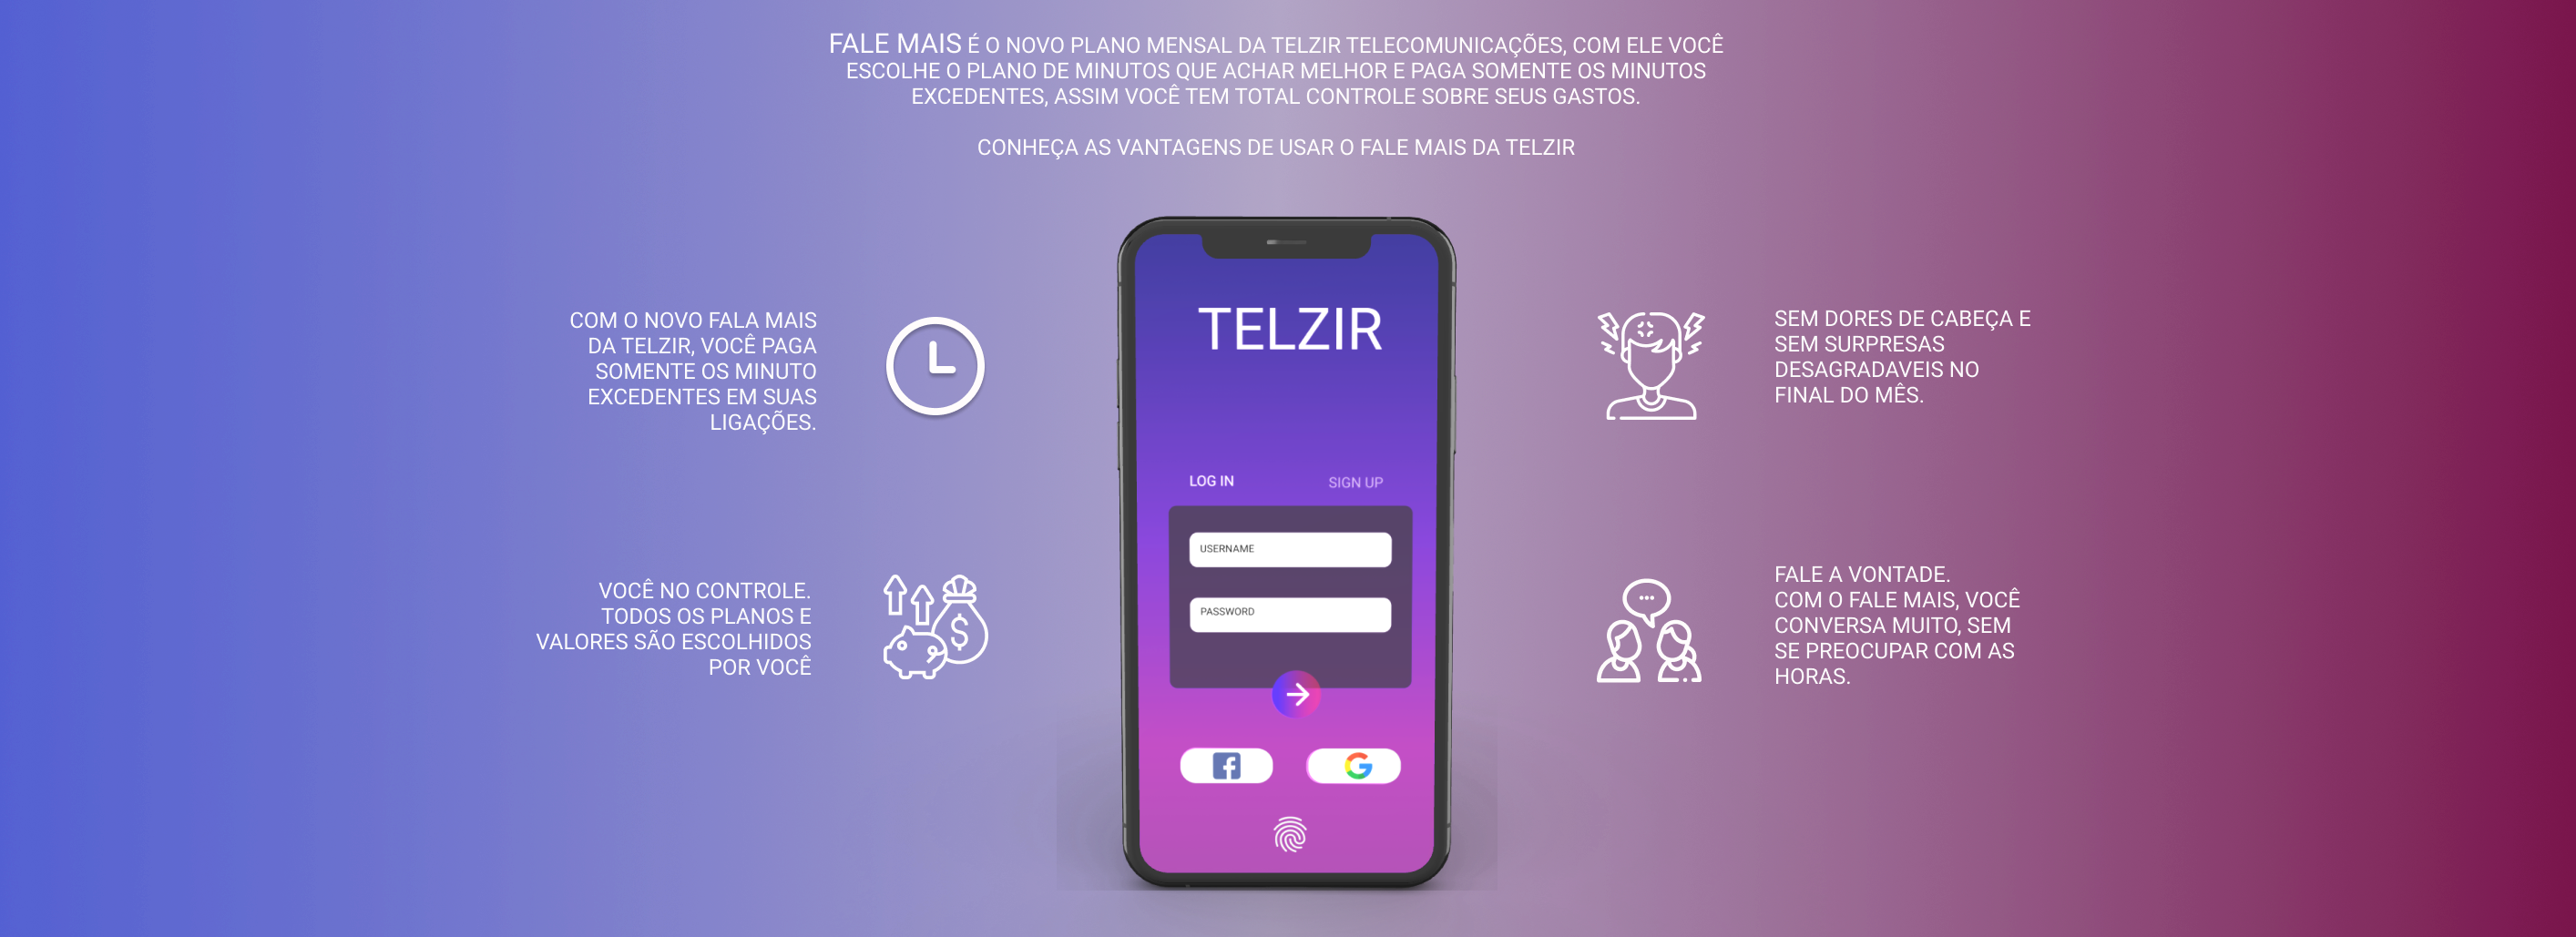 FALE MAIS É O NOVO PLANO MENSAL DA TELZIR TELECOMUNICAÇÕES, COM ELE VOCÊ
ESCOLHE O PLANO DE MINUTOS QUE ACHAR MELHOR E PAGA SOMENTE OS MINUTOS
EXCEDENTES, ASSIM VOCÊ TEM TOTAL CONTROLE SOBRE SEUS GASTOS.
CONHEÇA AS VANTAGENS DE USAR O FALE MAIS DA TELZIR
COM O NOVO FALA MAIS
DA TELZIR, VOCÊ PAGA
SOMENTE OS MINUTO
EXCEDENTES EM SUAS
LIGAÇÕES.
VOCÊ NO CONTROLE.
TODOS OS PLANOS E
VALORES SÃO ESCOLHIDOS
POR VOCÊ
TELZIR
LOG IN
SIGN UP
USERNAME
PASSWORD
SEM DORES DE CABEÇA E
SEM SURPRESAS
DESAGRADAVEIS NO
FINAL DO MÊS.
FALE A VONTADE.
COM O FALE MAIS, VOCÊ
CONVERSA MUITO, SEM
SE PREOCUPAR COM AS
HORAS.